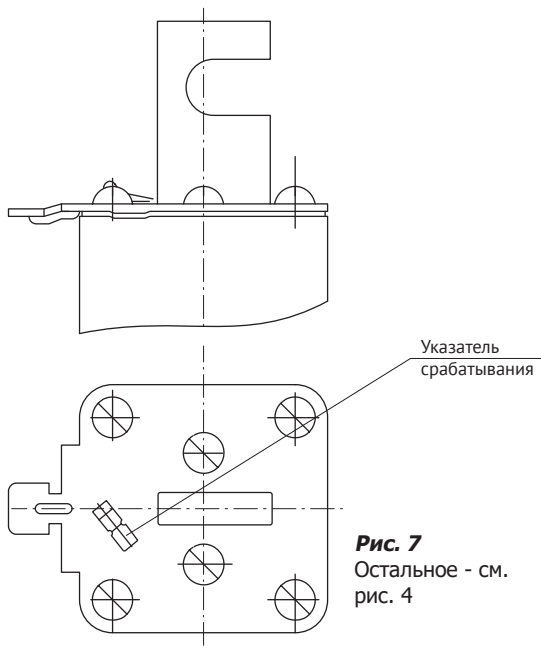 Указатель
срабатывания
Рис. 7
Остальное - см.
рис. 4